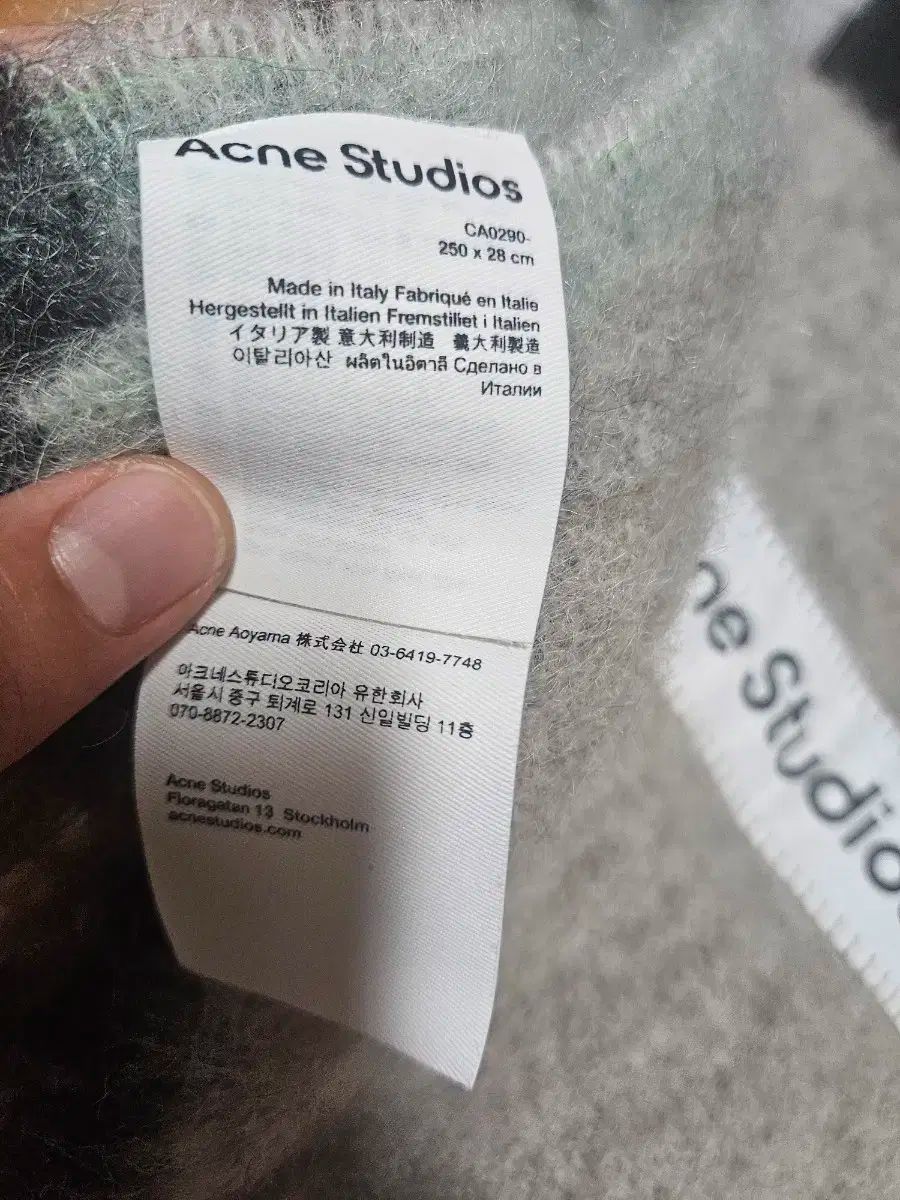 Acne Studios
CA0290-
250 x 28 cm
Made in Italy Fabriqué en Italie
Hergestellt in Italien Fremstillet i Italien
イタリア製 意大利制造 義大利製造
이탈리아산 ผลิตในอิตาลี Сделано в
Италии
Acne Aoyama 株式会社 03-6419-7748
아크네스튜디오코리아 유한회사
서울시 중구 퇴계로 131 신일빌딩 11층
070-8872-2307
Acne Studios
Floragatan 13 Stockholm
acnestudios.com
ne Studio